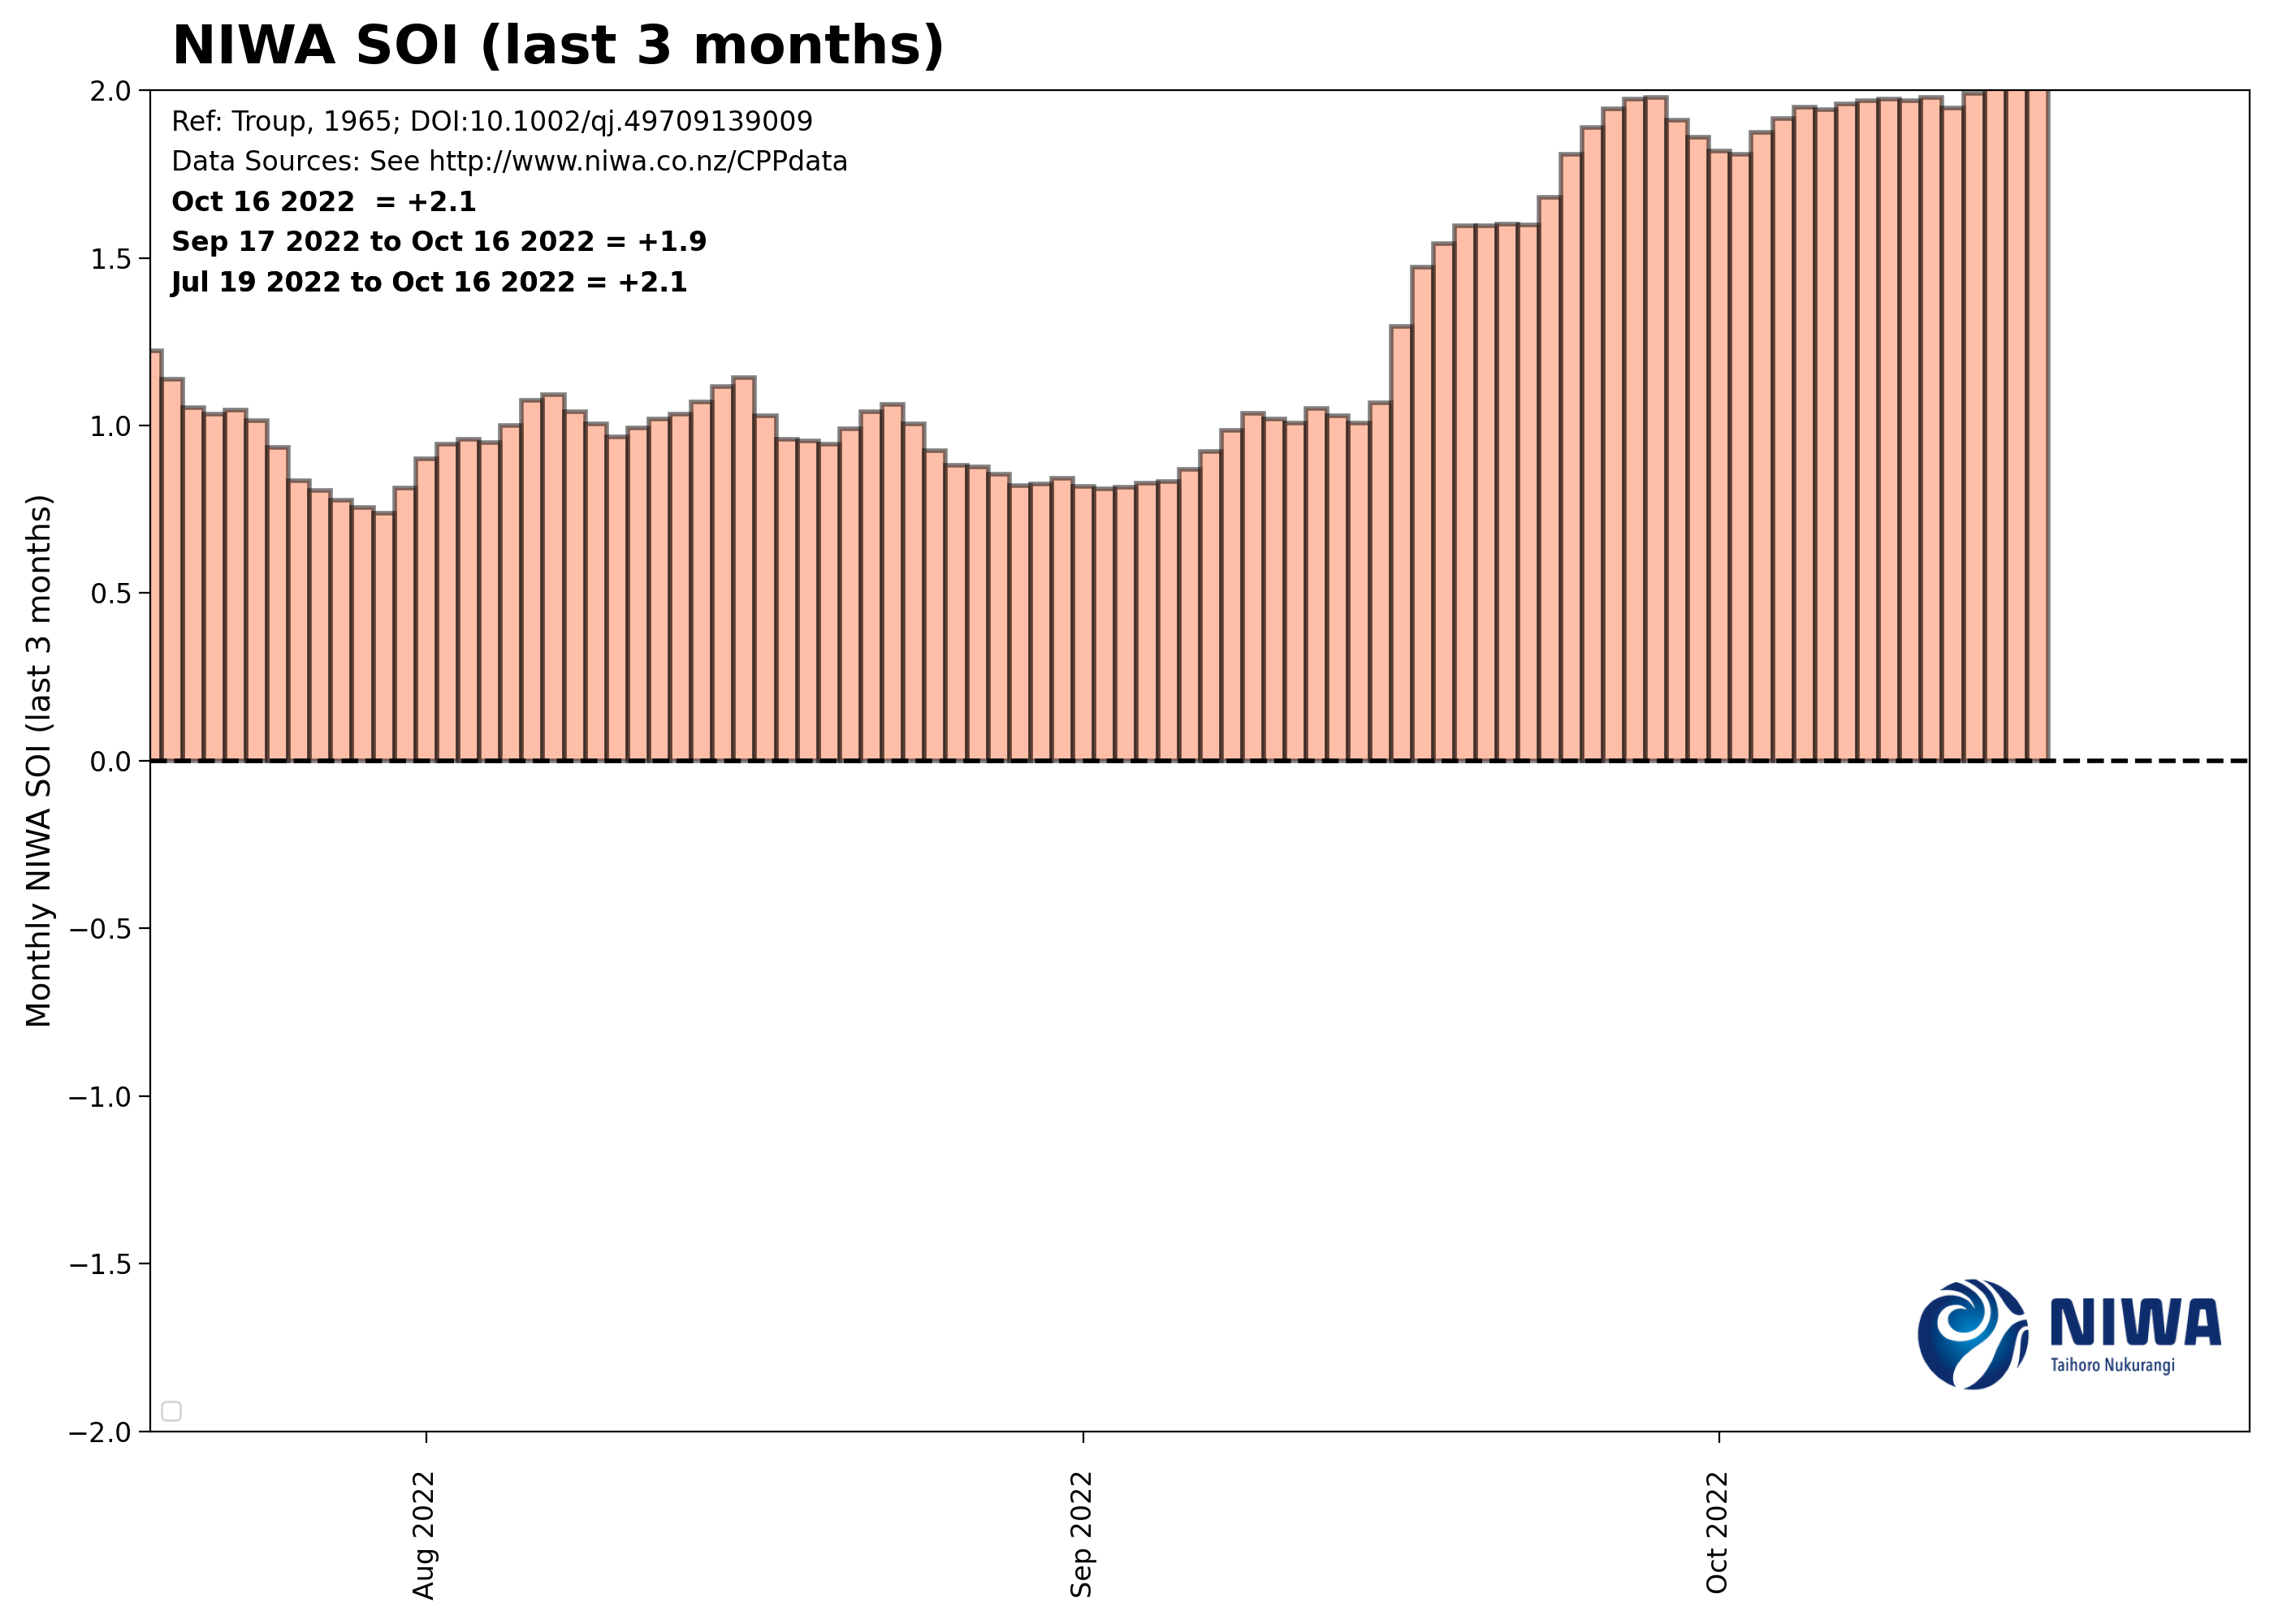 NIWA SOI (last 3 months)
Ref: Troup, 1965; DOI:10.1002/qj.49709139009
Data Sources: See http://www.niwa.co.nz/CPPdata
Oct 16 2022  = +2.1
Sep 17 2022 to Oct 16 2022 = +1.9
Jul 19 2022 to Oct 16 2022 = +2.1
Monthly NIWA SOI (last 3 months)
2.0
1.5
1.0
0.5
0.0
−0.5
−1.0
−1.5
−2.0
NIWA
Taihoro Nukurangi
Aug 2022
Sep 2022
Oct 2022